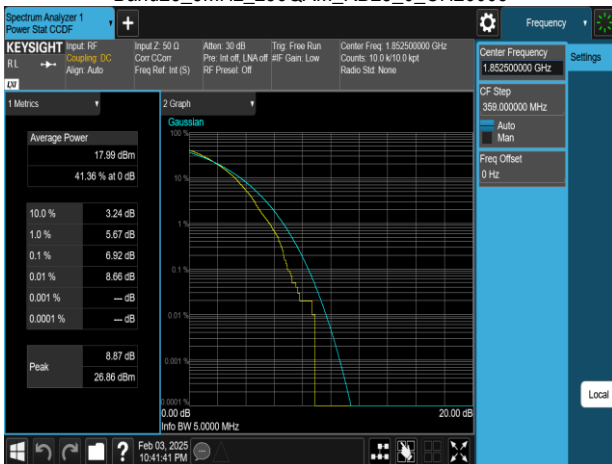 Spectrum Analyzer 1
Power Stat CCDF
+
Frequency
KEYSIGHT
RL
LXI
Input: RF
Coupling: DC
Align: Auto
Input Z: 50 Ω
Corr CCorr
Freq Ref: Int (S)
Atten: 30 dB
Pre: Int off, LNA off
RF Preset: Off
Trig: Free Run
#IF Gain: Low
Center Freq: 1.852500000 GHz
Counts: 10.0 k/10.0 kpt
Radio Std: None
Center Frequency
1.852500000 GHz
Settings
CF Step
359.000000 MHz
Auto
Man
Freq Offset
0 Hz
1 Metrics
Average Power
17.99 dBm
41.36 % at 0 dB
10.0 % 3.24 dB
1.0 % 5.67 dB
0.1 % 6.92 dB
0.01 % 8.66 dB
0.001 % --- dB
0.0001 % --- dB
Peak
8.87 dB
26.86 dBm
2 Graph
Gaussian
100 %
10 %
1 %
0.1 %
0.01 %
0.001 %
0.0001 %
0.00 dB 20.00 dB
Info BW 5.0000 MHz
Local
?
Feb 03, 2025
10:41:41 PM